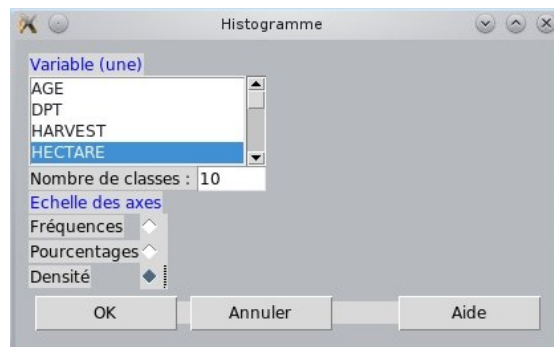 Histogramme
Variable (une)
AGE
DPT
HARVEST
HECTARE
Nombre de classes : 10
Echelle des axes
Fréquences
Pourcentages
Densité
OK Annuler Aide